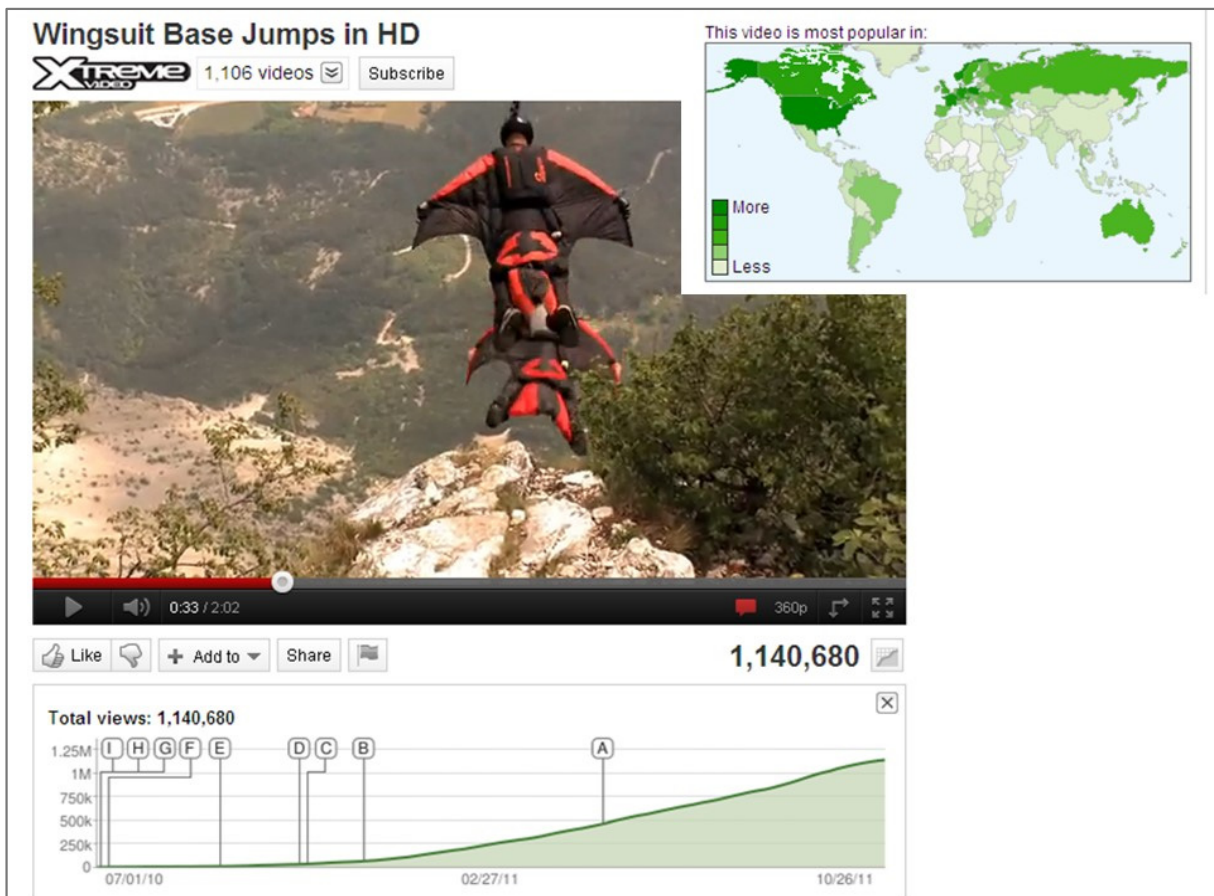 Wingsuit Base Jumps in HD
XTREME
VIDEO
1,106 videos
Subscribe
This video is most popular in:
More
Less
0:33 / 2:02
360p
Like
Add to
Share
1,140,680
Total views: 1,140,680
1.25M
I H G F E D C B A
1M
750k
500k
250k
0
07/01/10 02/27/11 10/26/11